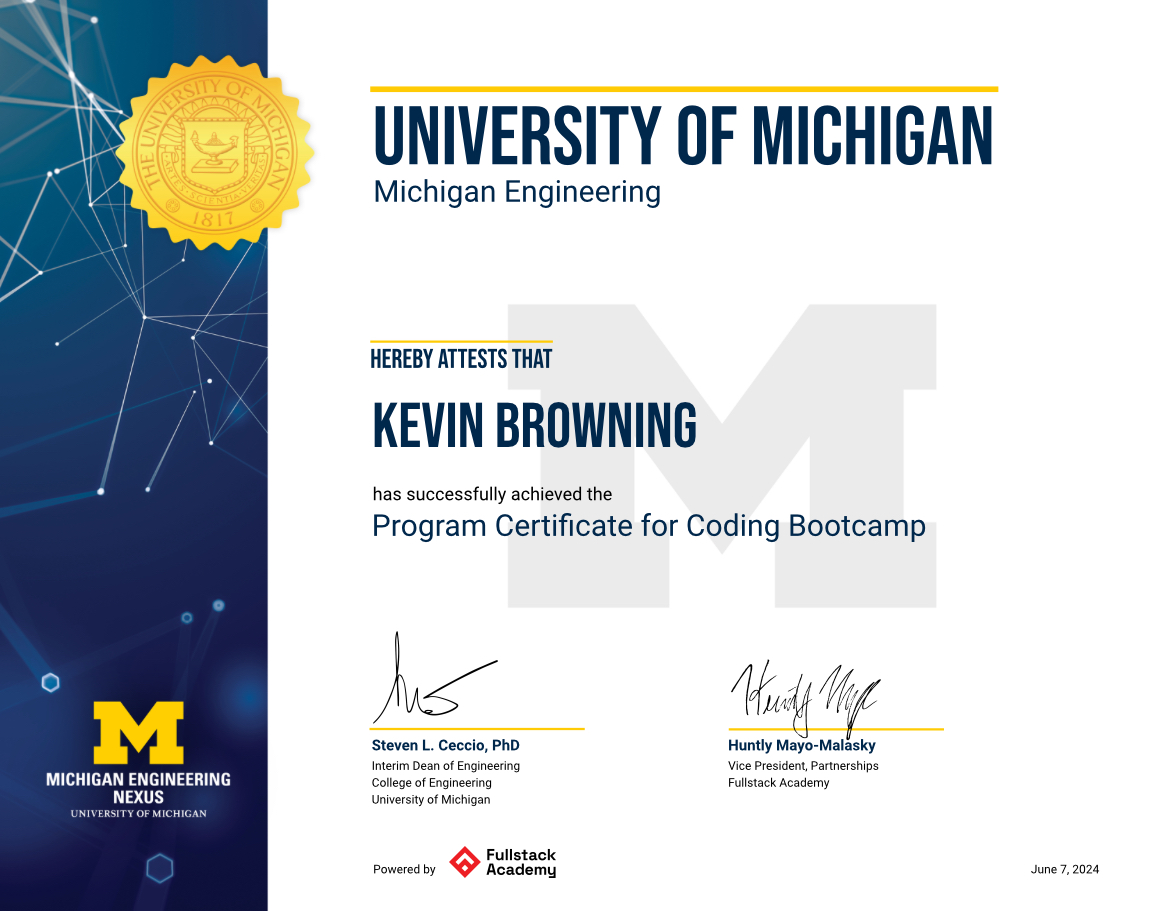 THE UNIVERSITY OF MICHIGAN
ARTES SCIENTIA VERITAS
1817
UNIVERSITY OF MICHIGAN
Michigan Engineering
HEREBY ATTESTS THAT
KEVIN BROWNING
has successfully achieved the
Program Certificate for Coding Bootcamp
Steven L. Ceccio, PhD
Interim Dean of Engineering
College of Engineering
University of Michigan
Huntly Mayo-Malasky
Vice President, Partnerships
Fullstack Academy
M
MICHIGAN ENGINEERING
NEXUS
UNIVERSITY OF MICHIGAN
Powered by
Fullstack
Academy
June 7, 2024